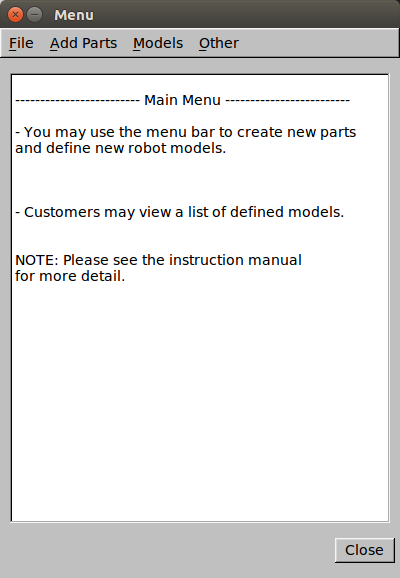 Menu
File Add Parts Models Other
------------------------- Main Menu -------------------------
- You may use the menu bar to create new parts
and define new robot models.
- Customers may view a list of defined models.
NOTE: Please see the instruction manual
for more detail.
Close